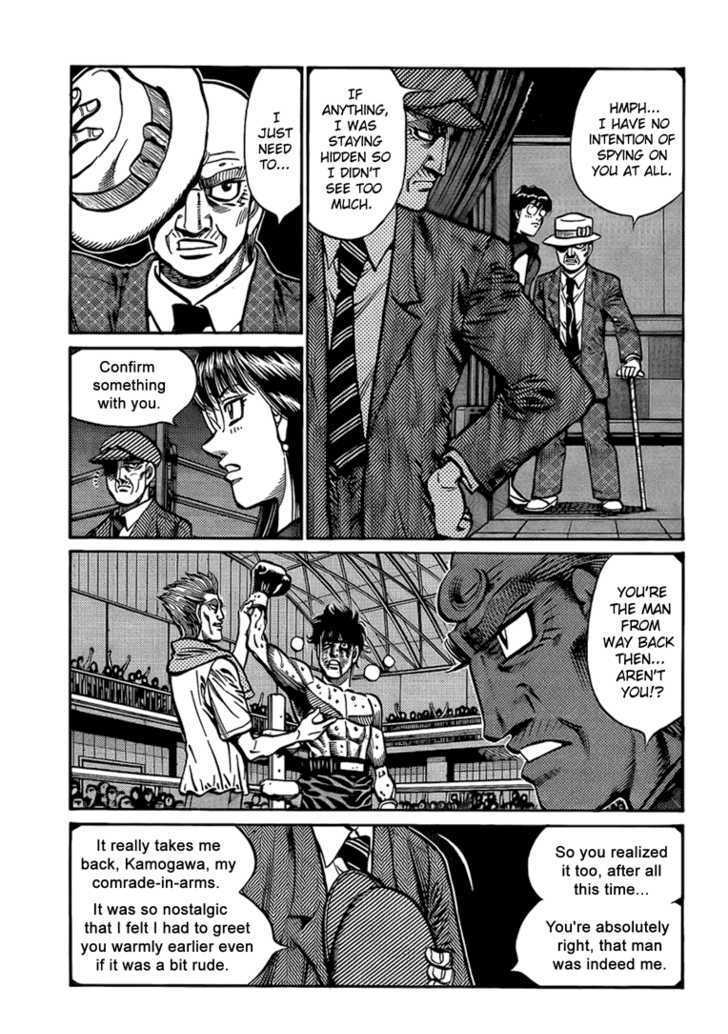 HMPH...
I HAVE NO
INTENTION OF
SPYING ON
YOU AT ALL.
IF
ANYTHING,
I WAS
STAYING
HIDDEN SO
I DIDN'T
SEE TOO
MUCH.
I
JUST
NEED
TO...
Confirm
something
with you.
YOU'RE
THE MAN
FROM
WAY BACK
THEN...
AREN'T
YOU!?
So you realized
it too, after all
this time...
You're absolutely
right, that man
was indeed me.
It really takes me
back, Kamogawa, my
comrade-in-arms.
It was so nostalgic
that I felt I had to greet
you warmly earlier even
if it was a bit rude.